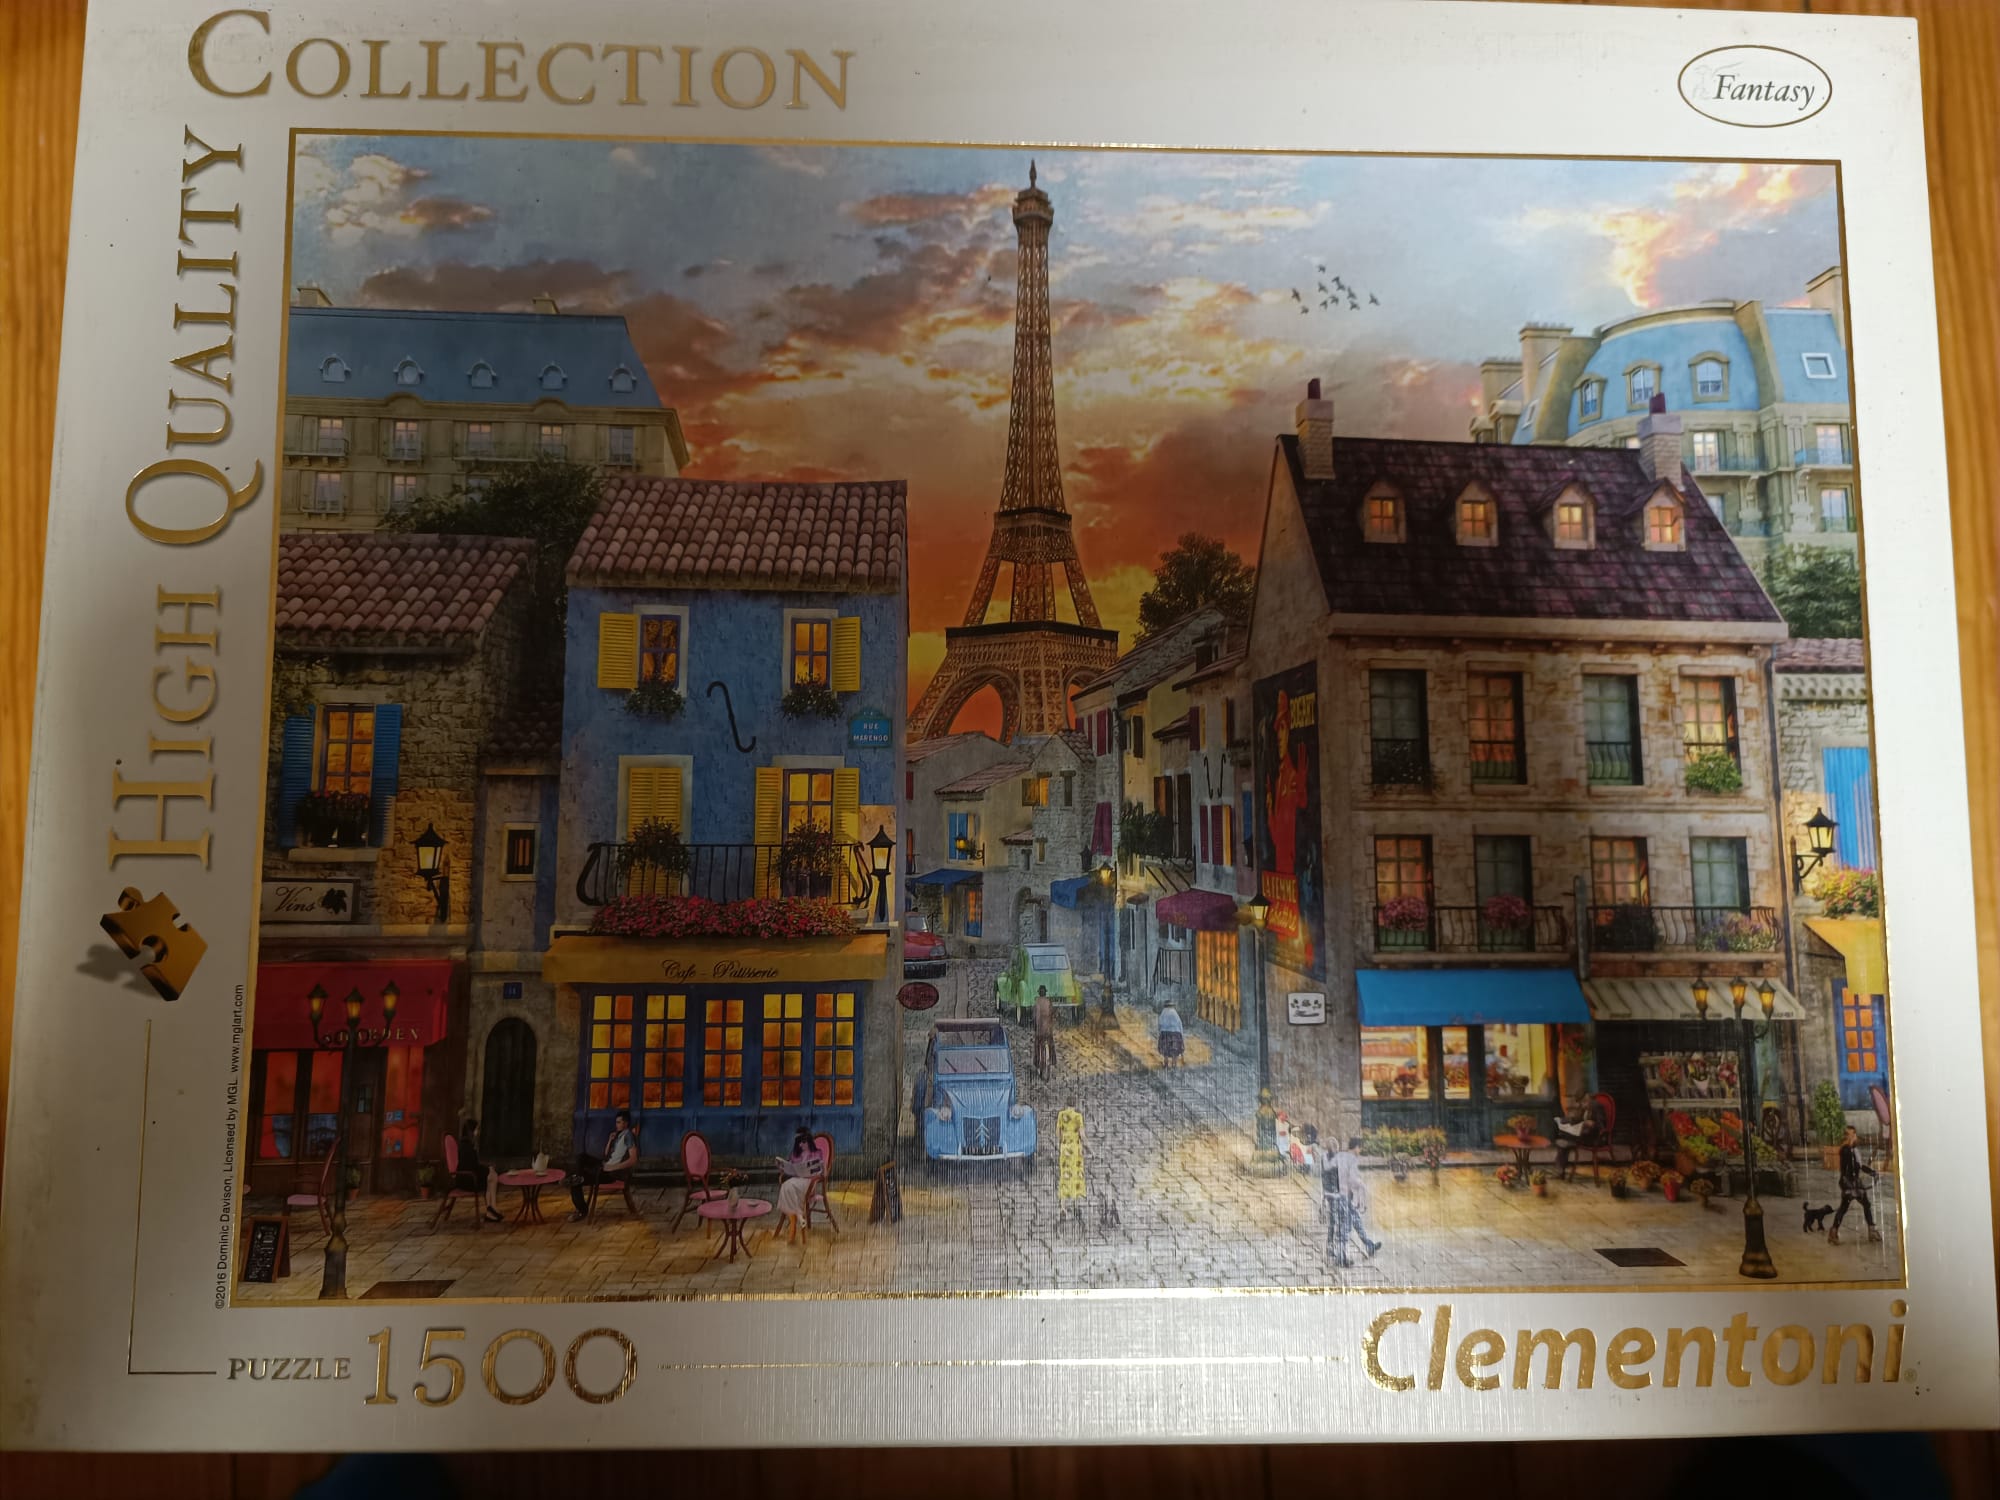 COLLECTION
Fantasy
HIGH QUALITY
RUE
MARENGO
Vins
Cafe - Patisserie
©2016 Dominic Davison, Licensed by MGL. www.mglart.com
PUZZLE 1500
Clementoni